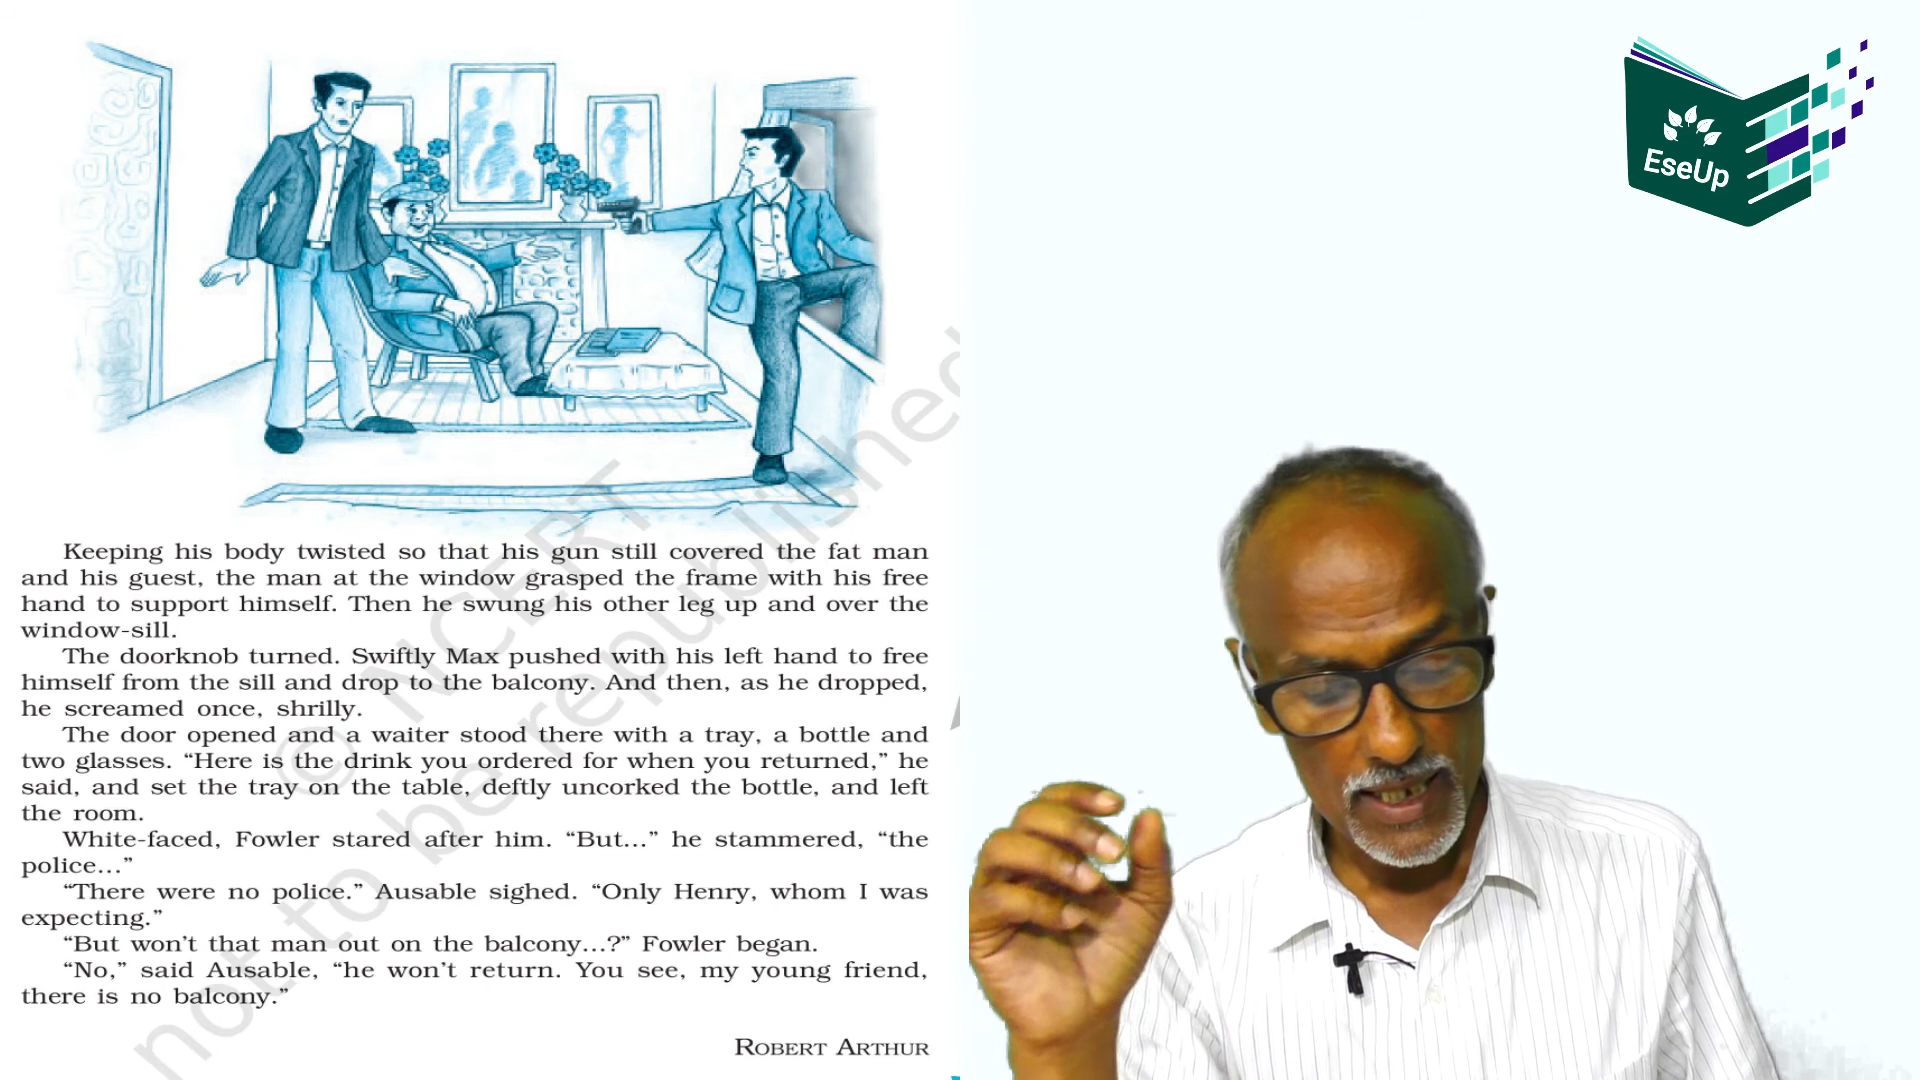 EseUp
Keeping his body twisted so that his gun still covered the fat man
and his guest, the man at the window grasped the frame with his free
hand to support himself. Then he swung his other leg up and over the
window-sill.
The doorknob turned. Swiftly Max pushed with his left hand to free
himself from the sill and drop to the balcony. And then, as he dropped,
he screamed once, shrilly.
The door opened and a waiter stood there with a tray, a bottle and
two glasses. “Here is the drink you ordered for when you returned,” he
said, and set the tray on the table, deftly uncorked the bottle, and left
the room.
White-faced, Fowler stared after him. “But...” he stammered, “the
police...”
“There were no police.” Ausable sighed. “Only Henry, whom I was
expecting.”
“But won’t that man out on the balcony...?” Fowler began.
“No,” said Ausable, “he won’t return. You see, my young friend,
there is no balcony.”
ROBERT ARTHUR
© NCERT
not to be republished